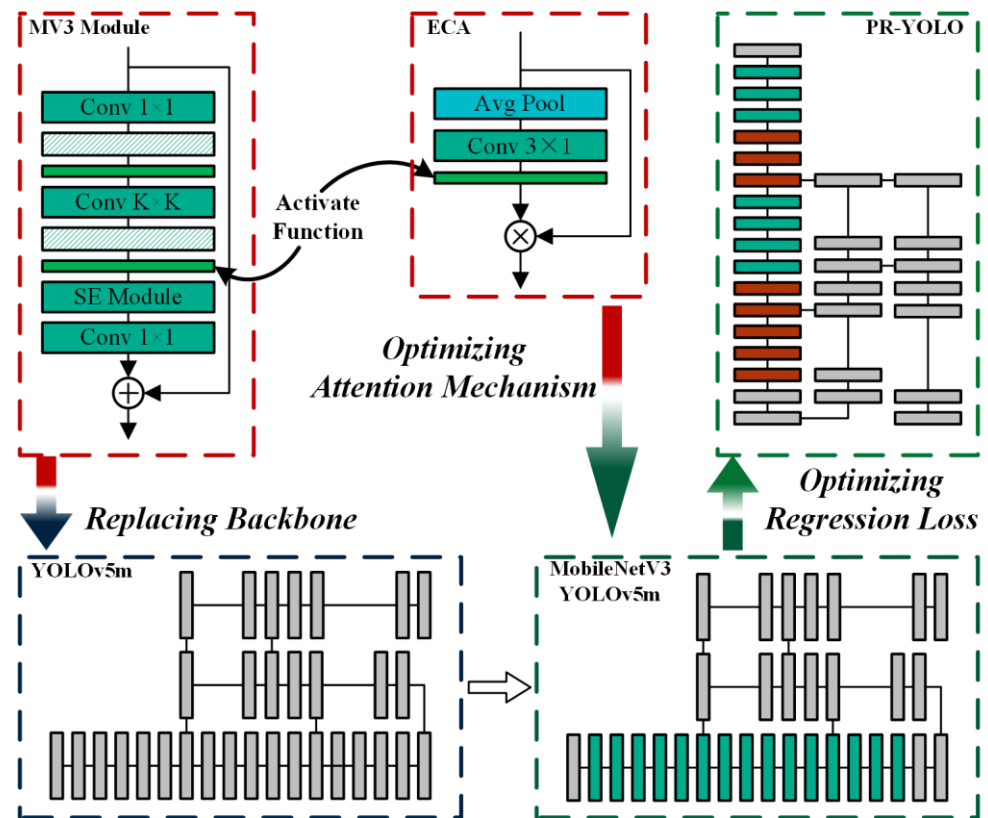 MV3 Module
Conv 1×1
Conv K×K
SE Module
Conv 1×1
ECA
Avg Pool
Conv 3×1
Activate
Function
PR-YOLO
Optimizing
Attention Mechanism
Replacing Backbone
Optimizing
Regression Loss
YOLOv5m
MobileNetV3
YOLOv5m